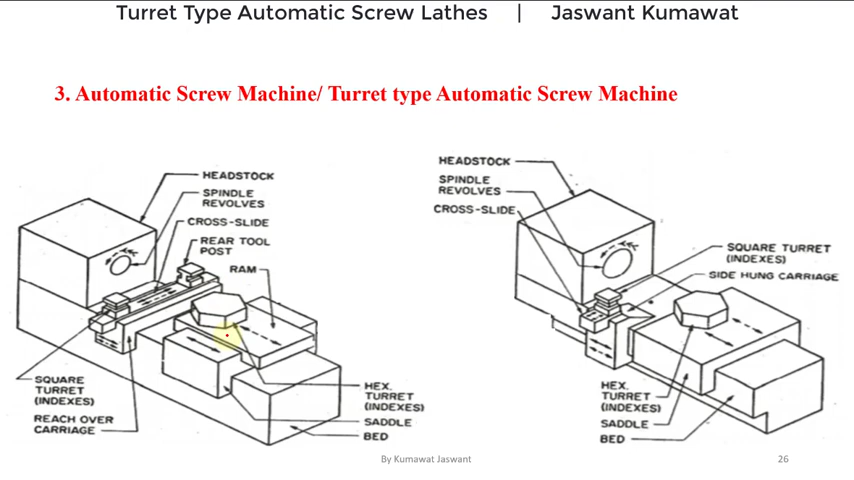 Turret Type Automatic Screw Lathes | Jaswant Kumawat
3. Automatic Screw Machine/ Turret type Automatic Screw Machine
HEADSTOCK
SPINDLE
REVOLVES
CROSS-SLIDE
REAR TOOL
POST
RAM
SQUARE
TURRET
(INDEXES)
REACH OVER
CARRIAGE
HEX.
TURRET
(INDEXES)
SADDLE
BED
HEADSTOCK
SPINDLE
REVOLVES
CROSS-SLIDE
SQUARE TURRET
(INDEXES)
SIDE HUNG CARRIAGE
HEX.
TURRET
(INDEXES)
SADDLE
BED
By Kumawat Jaswant
26